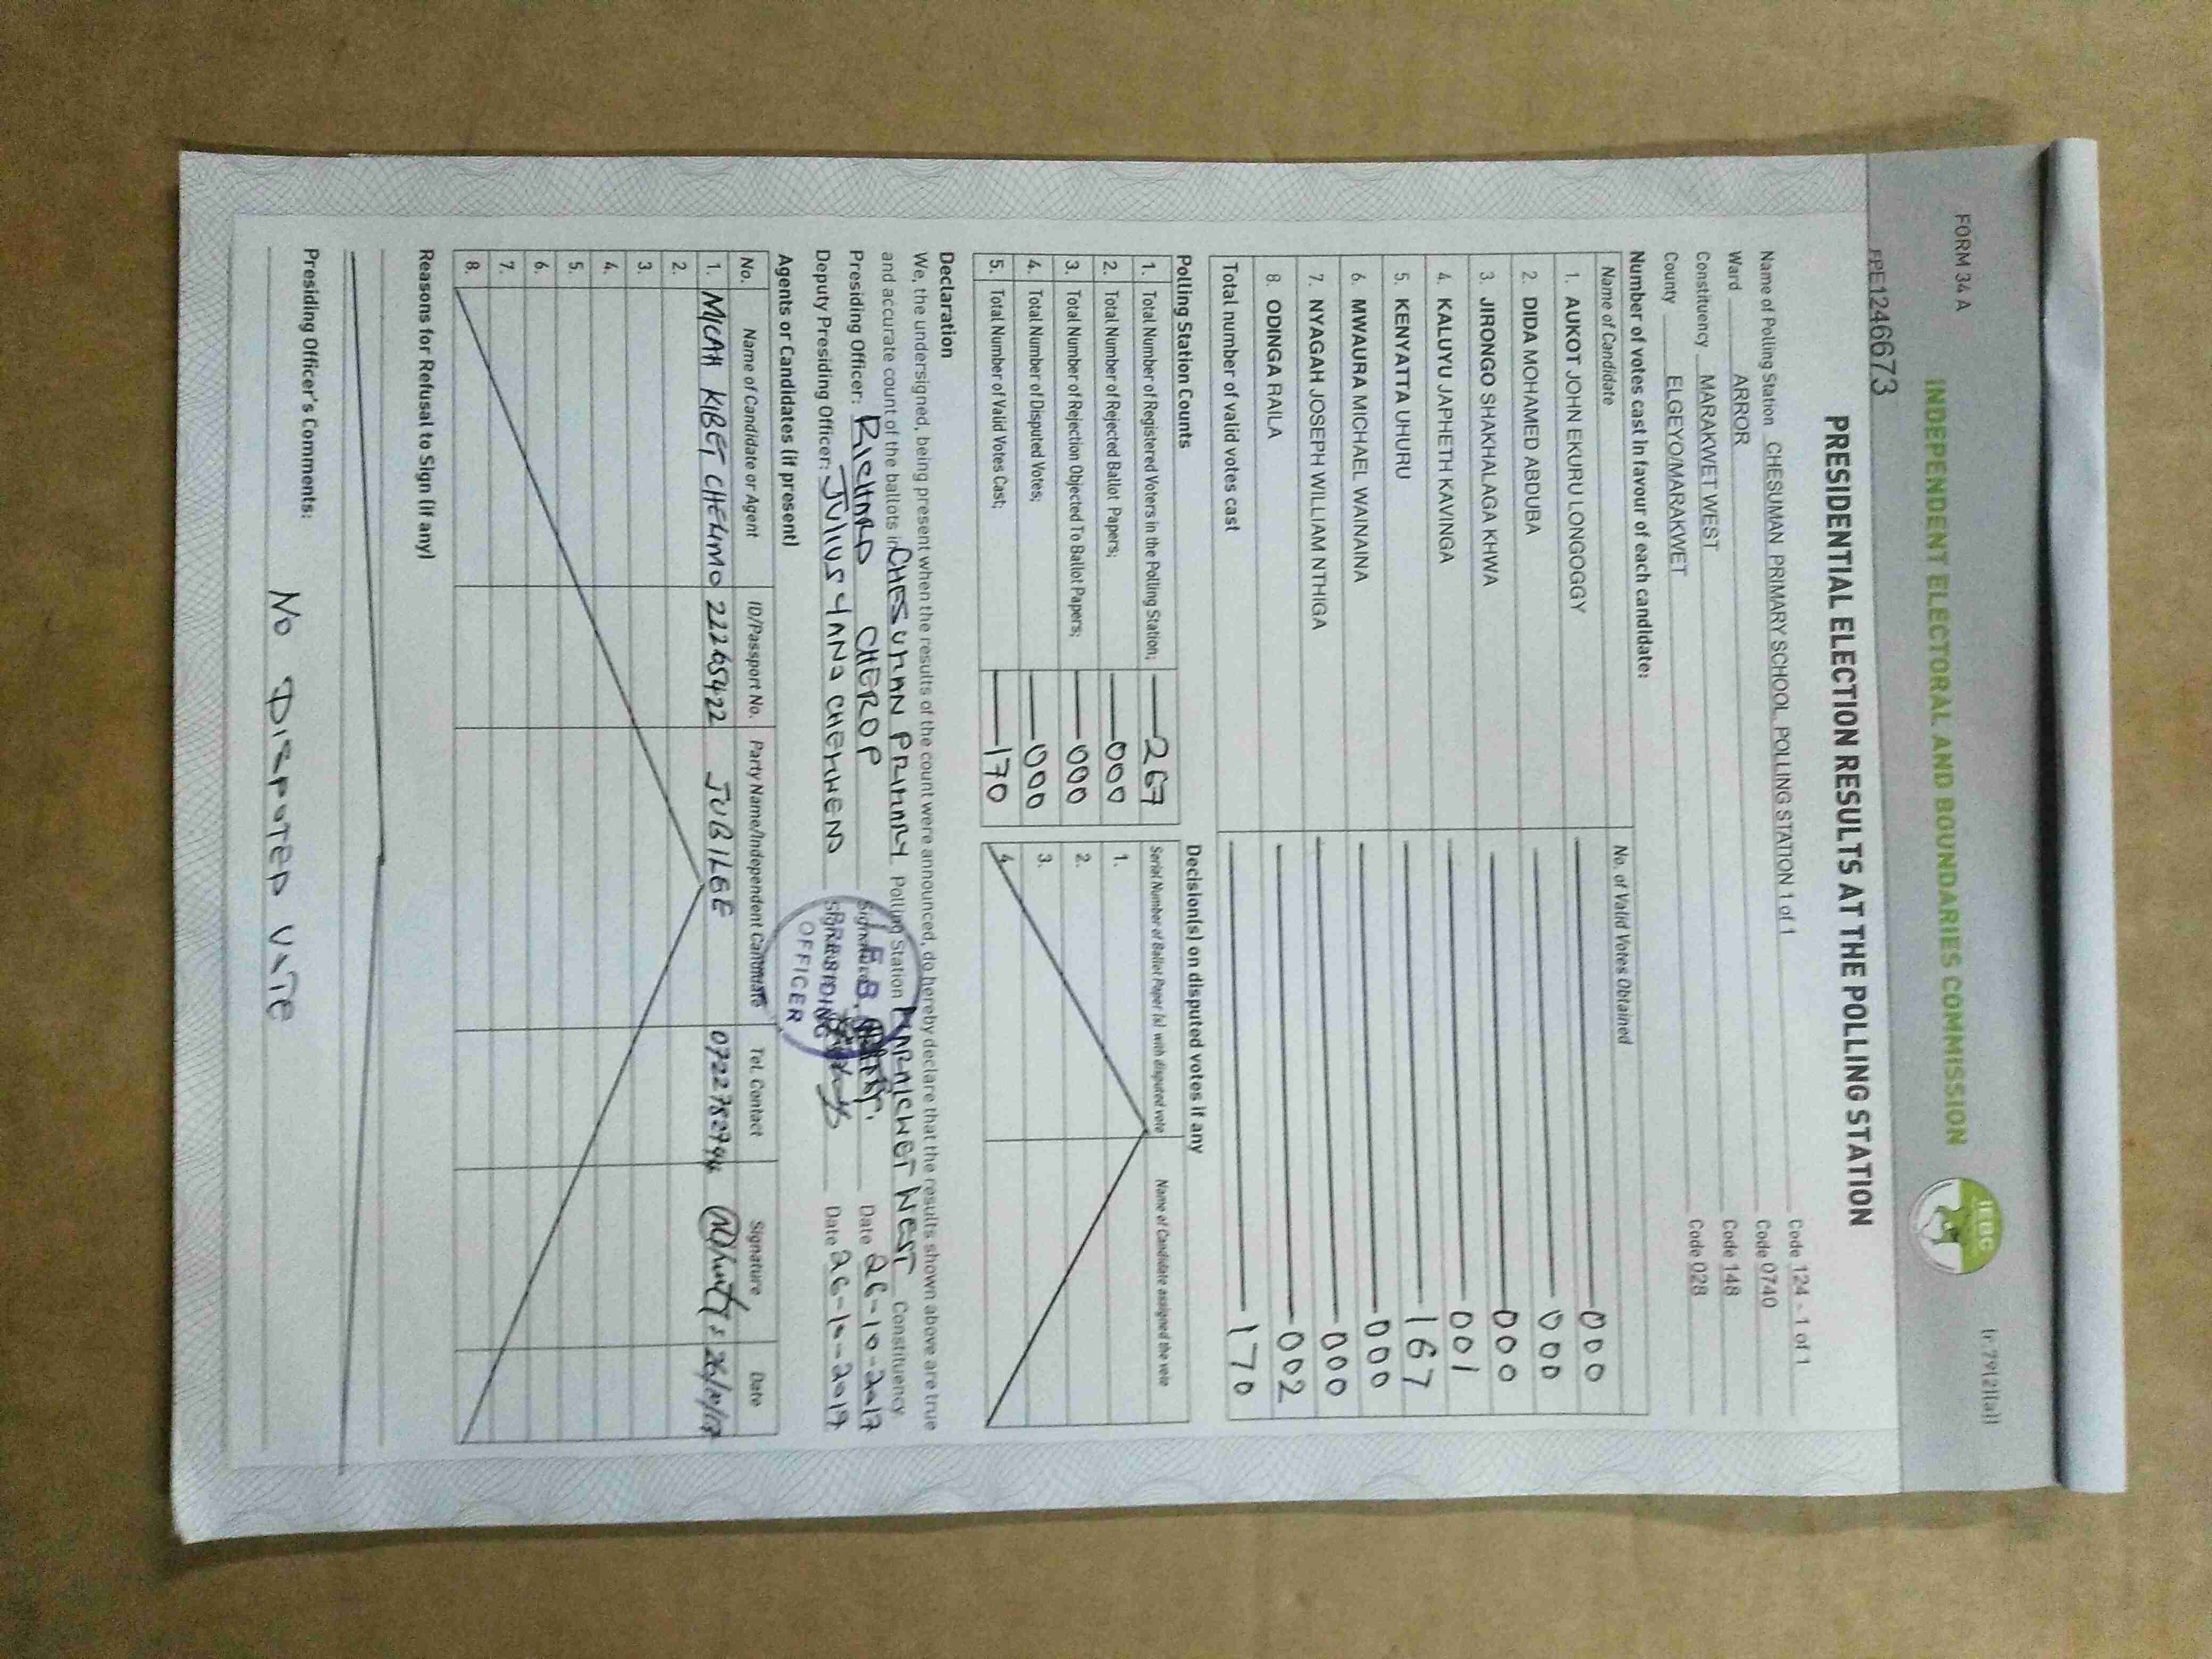 FORM 34 A
(r.79(2)(a))
INDEPENDENT ELECTORAL AND BOUNDARIES COMMISSION
IEBC
PRESIDENTIAL ELECTION RESULTS AT THE POLLING STATION
Name of Polling Station CHESUMAN PRIMARY SCHOOL POLLING STATION 1 of 1 Code 124 - 1 of 1
Ward ARROR Code 0740
Constituency MARAKWET WEST Code 148
County ELGEYO/MARAKWET Code 028
Number of votes cast in favour of each candidate:
Name of Candidate No. of Valid Votes Obtained
1. AUKOT JOHN EKURU LONGOGGY 000
2. DIDA MOHAMED ABDUBA 000
3. JIRONGO SHAKHALAGA KHWA 000
4. KALUYU JAPHETH KAVINGA 001
5. KENYATTA UHURU 167
6. MWAURA MICHAEL WAINAINA 000
7. NYAGAH JOSEPH WILLIAM NTHIGA 000
8. ODINGA RAILA 002
Total number of valid votes cast 170
Polling Station Counts
1. Total Number of Registered Voters in the Polling Station; 267
2. Total Number of Rejected Ballot Papers; 000
3. Total Number of Rejection Objected To Ballot Papers; 000
4. Total Number of Disputed Votes; 000
5. Total Number of Valid Votes Cast; 170
Decision(s) on disputed votes if any
Serial Number of Ballot Paper (s) with disputed vote Name of Candidate assigned the vote
1.
2.
3.
4.
Declaration
We, the undersigned, being present when the results of the count were announced, do hereby declare that the results shown above are true
and accurate count of the ballots in CHESUMAN PRIMARY Polling Station MARAKWET WEST Constituency
Presiding Officer: RICHARD CHEROP Signature Date 26-10-2017
Deputy Presiding Officer: JULIUS YANO Signature Date 26-10-2017
I.E.B.C
PRESIDING
OFFICER
Agents or Candidates (if present)
No. Name of Candidate or Agent ID/Passport No. Party Name/Independent Candidate Tel. Contact Signature Date
1. MICAH KIBET CHELIMO 22265422 JUBILEE 0722782994 26/10/17
2.
3.
4.
5.
6.
7.
8.
Reasons for Refusal to Sign (if any)
Presiding Officer's Comments:
NO DISPUTED VOTE